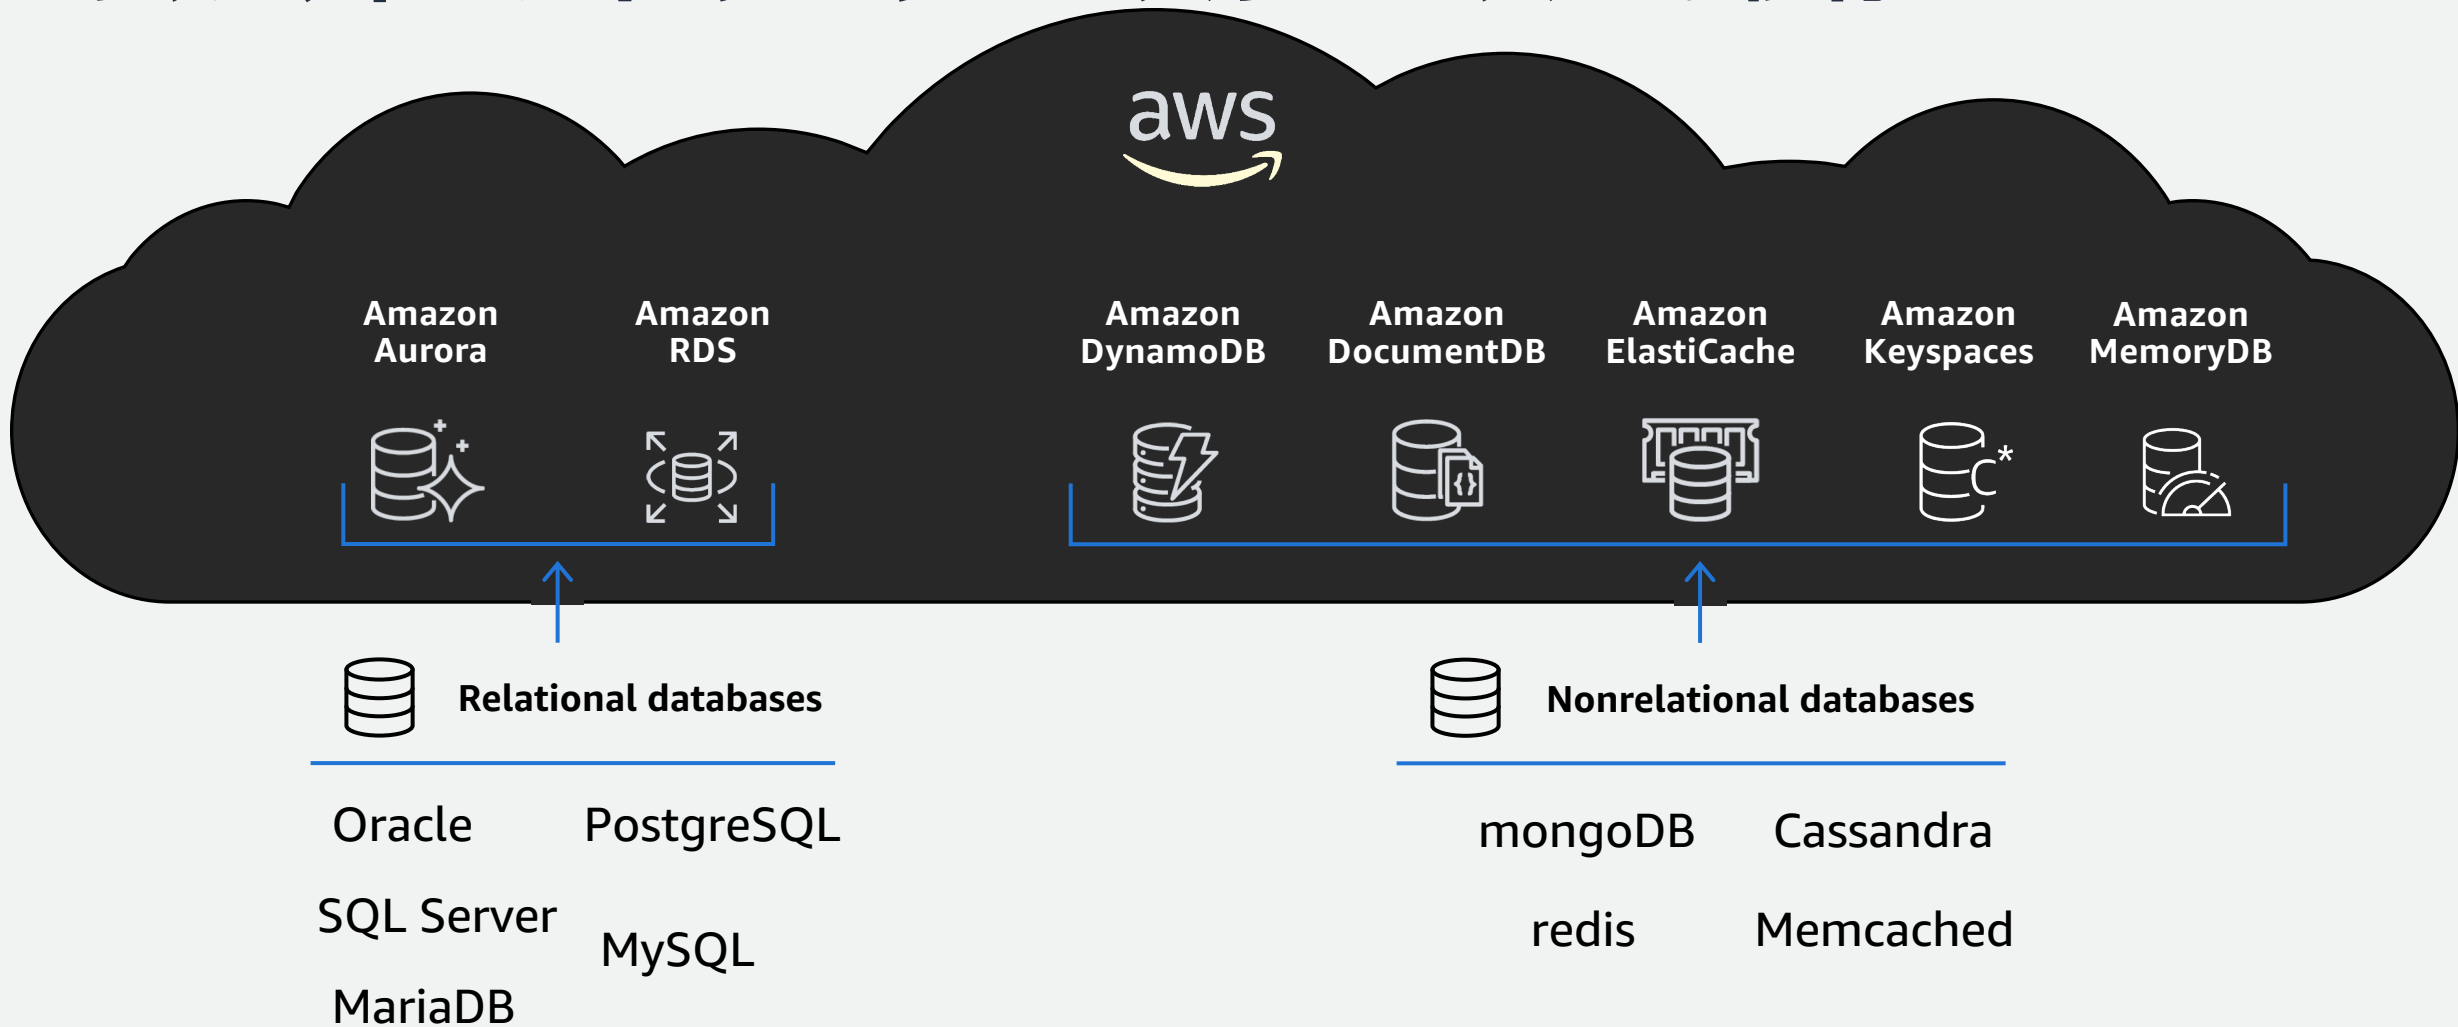 aws
Amazon
Aurora
Amazon
RDS
Amazon
DynamoDB
Amazon
DocumentDB
Amazon
ElastiCache
Amazon
Keyspaces
Amazon
MemoryDB
{}
C*
Relational databases
Oracle
PostgreSQL
SQL Server
MySQL
MariaDB
Nonrelational databases
mongoDB
Cassandra
redis
Memcached